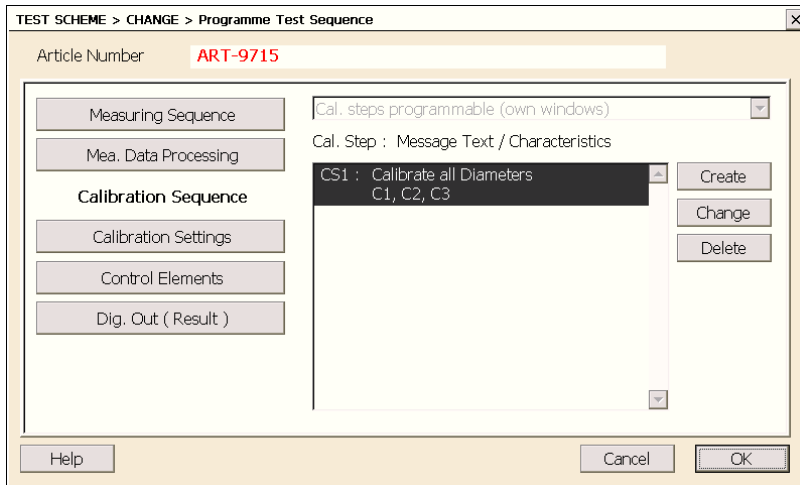 TEST SCHEME > CHANGE > Programme Test Sequence
Article Number ART-9715
Measuring Sequence
Mea. Data Processing
Calibration Sequence
Calibration Settings
Control Elements
Dig. Out ( Result )
Cal. steps programmable (own windows)
Cal. Step : Message Text / Characteristics
CS1 : Calibrate all Diameters
C1, C2, C3
Create
Change
Delete
Help
Cancel
OK